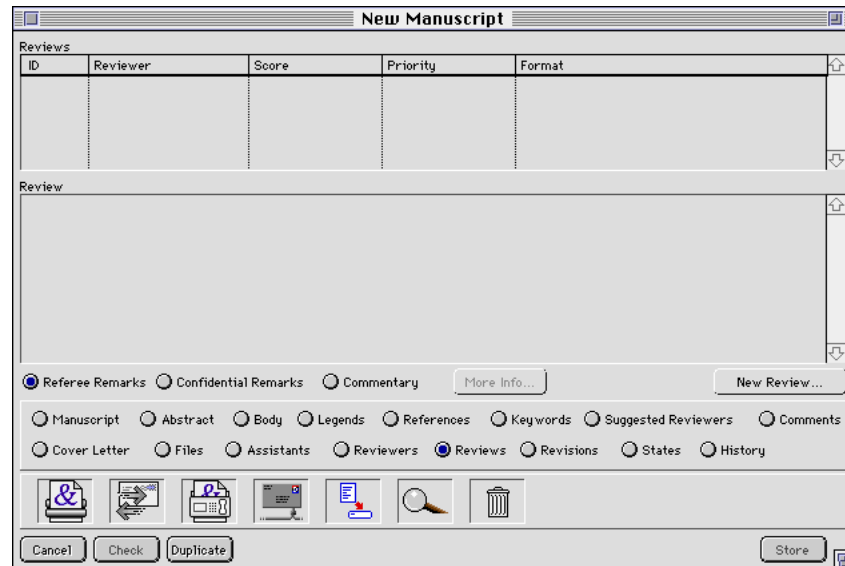 New Manuscript
Reviews
ID Reviewer Score Priority Format
Review
Referee Remarks Confidential Remarks Commentary More Info... New Review...
Manuscript Abstract Body Legends References Keywords Suggested Reviewers Comments
Cover Letter Files Assistants Reviewers Reviews Revisions States History
& &
Cancel Check Duplicate Store